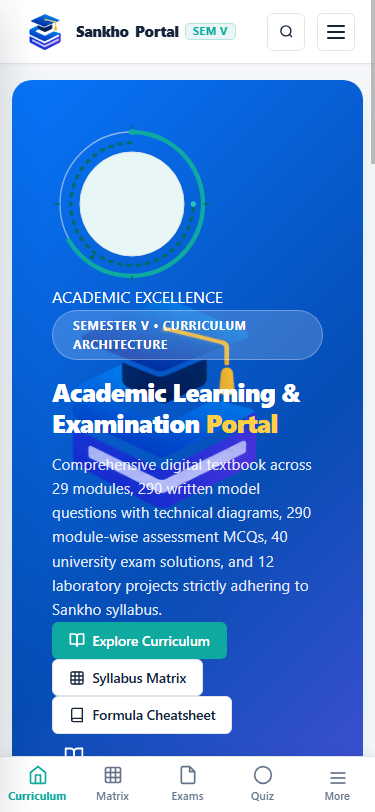 Sankho Portal SEM V
ACADEMIC EXCELLENCE
SEMESTER V • CURRICULUM
ARCHITECTURE
Academic Learning &
Examination Portal
Comprehensive digital textbook across
29 modules, 290 written model
questions with technical diagrams, 290
module-wise assessment MCQs, 40
university exam solutions, and 12
laboratory projects strictly adhering to
Sankho syllabus.
Explore Curriculum
Syllabus Matrix
Formula Cheatsheet
Curriculum Matrix Exams Quiz More